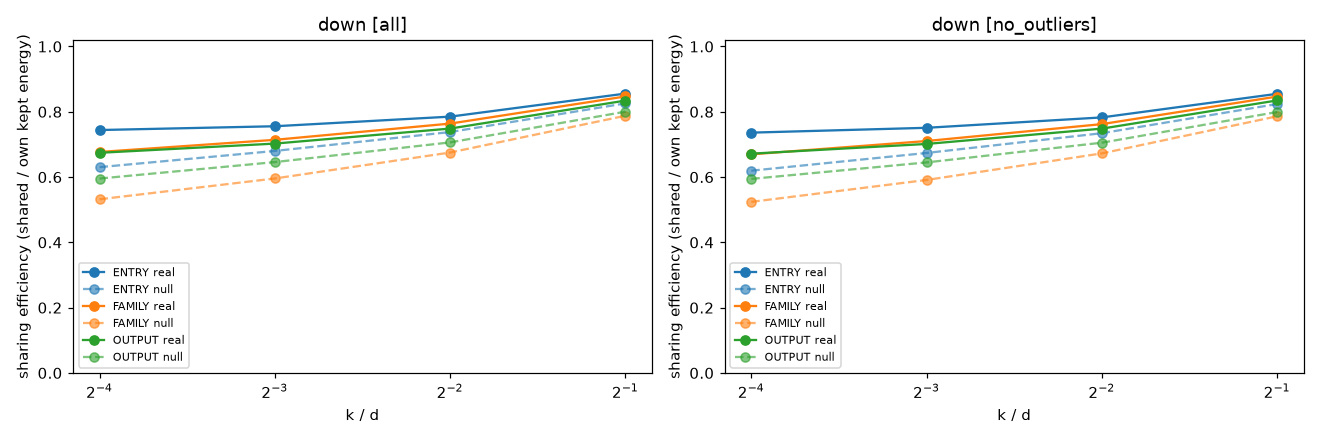 down [all]
sharing efficiency (shared / own kept energy)
1.0
0.8
0.6
0.4
0.2
0.0
ENTRY real
ENTRY null
FAMILY real
FAMILY null
OUTPUT real
OUTPUT null
2⁻⁴ 2⁻³ 2⁻² 2⁻¹
k / d
down [no_outliers]
sharing efficiency (shared / own kept energy)
1.0
0.8
0.6
0.4
0.2
0.0
ENTRY real
ENTRY null
FAMILY real
FAMILY null
OUTPUT real
OUTPUT null
2⁻⁴ 2⁻³ 2⁻² 2⁻¹
k / d